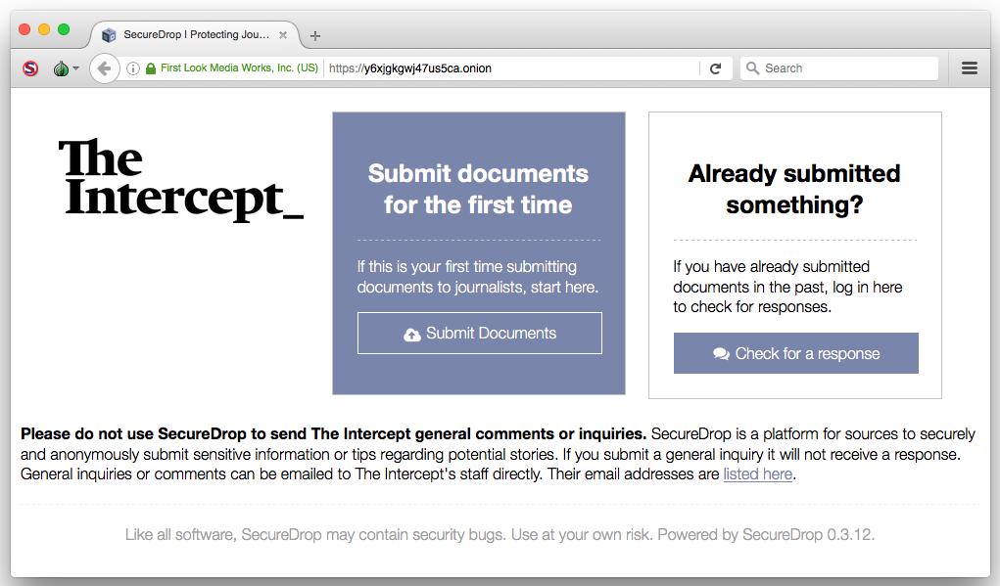 SecureDrop | Protecting Jou...
First Look Media Works, Inc. (US)
https://y6xjgkgwj47us5ca.onion
Search
The
Intercept_
Submit documents
for the first time
If this is your first time submitting
documents to journalists, start here.
Submit Documents
Already submitted
something?
If you have already submitted
documents in the past, log in here
to check for responses.
Check for a response
Please do not use SecureDrop to send The Intercept general comments or inquiries. SecureDrop is a platform for sources to securely
and anonymously submit sensitive information or tips regarding potential stories. If you submit a general inquiry it will not receive a response.
General inquiries or comments can be emailed to The Intercept's staff directly. Their email addresses are listed here.
Like all software, SecureDrop may contain security bugs. Use at your own risk. Powered by SecureDrop 0.3.12.